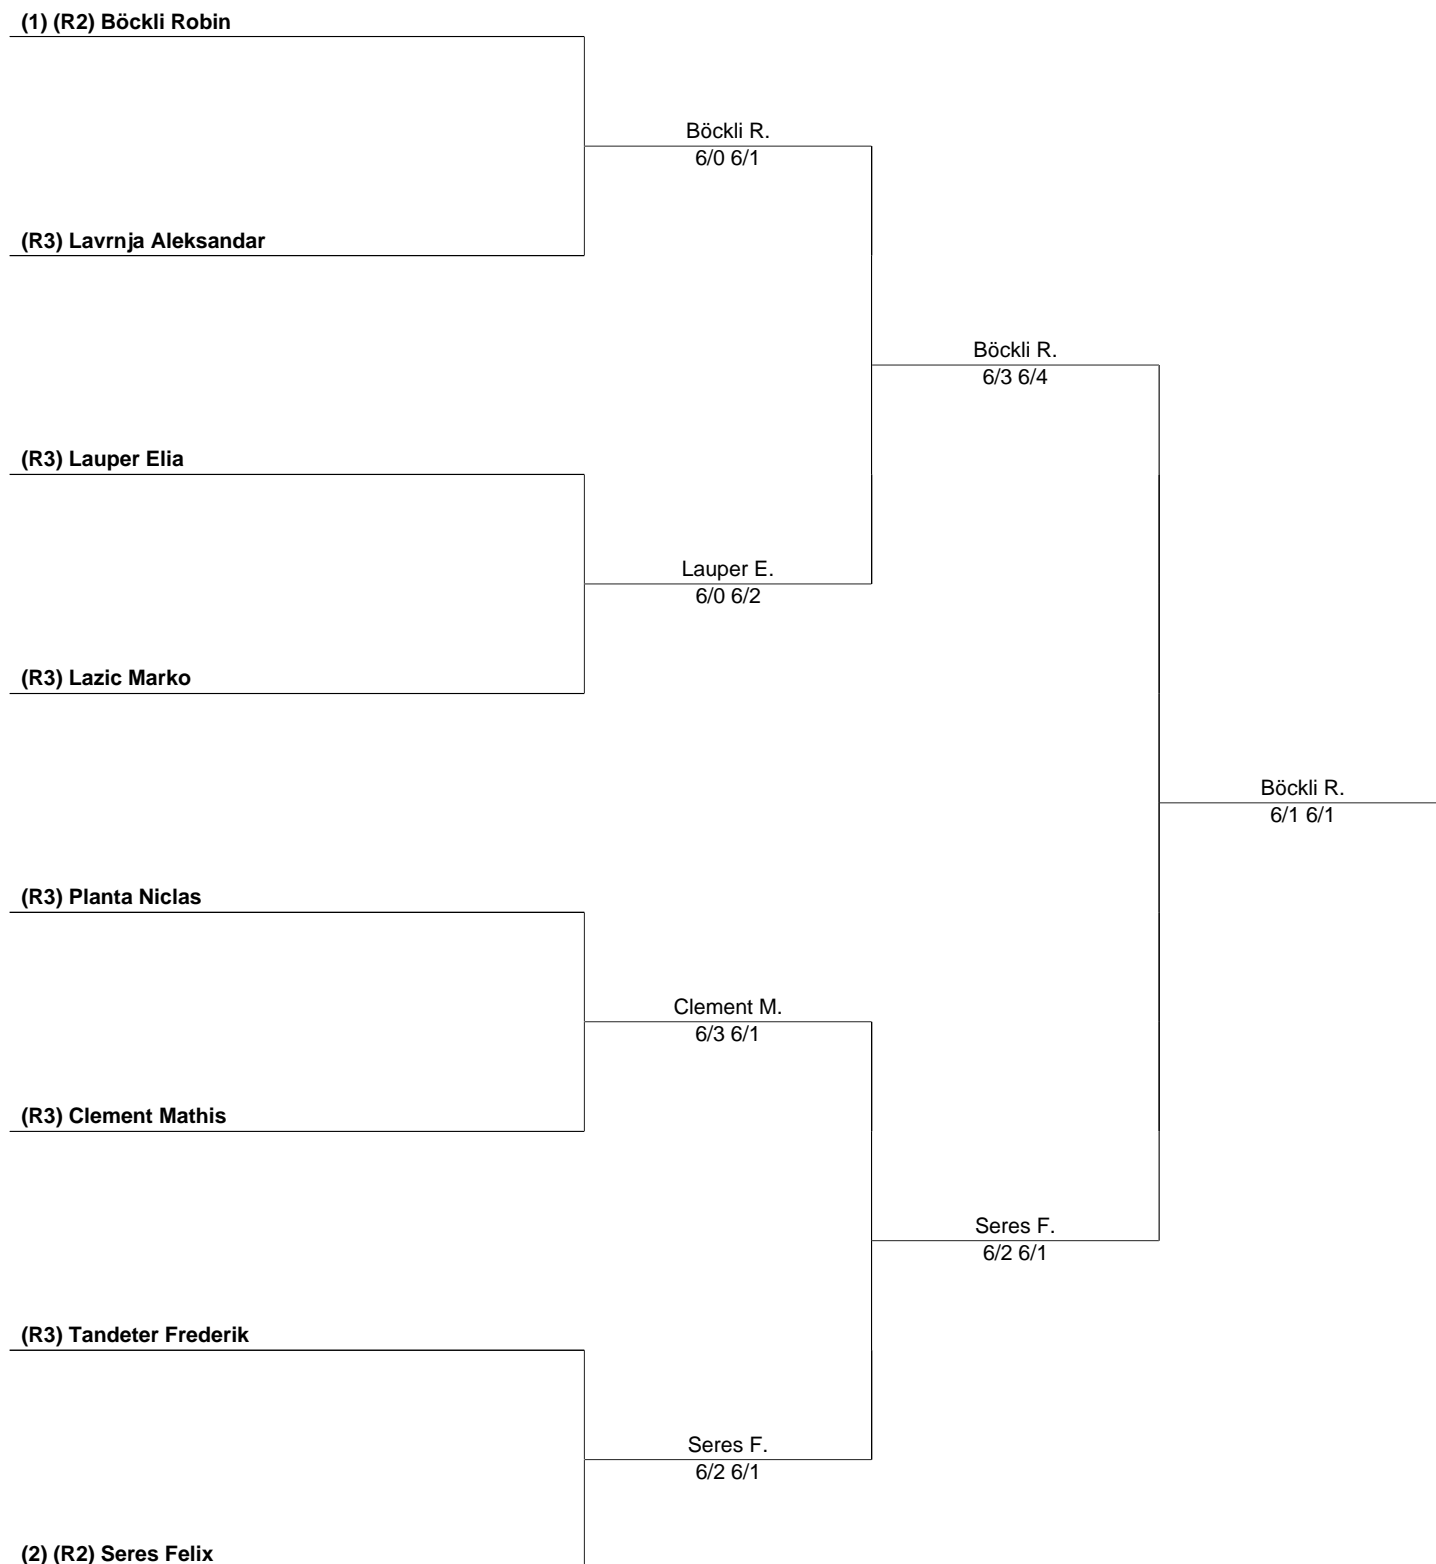 (1) (R2) Böckli Robin
Böckli R.
6/0 6/1
(R3) Lavrnja Aleksandar
Böckli R.
6/3 6/4
(R3) Lauper Elia
Lauper E.
6/0 6/2
(R3) Lazic Marko
Böckli R.
6/1 6/1
(R3) Planta Niclas
Clement M.
6/3 6/1
(R3) Clement Mathis
Seres F.
6/2 6/1
(R3) Tandeter Frederik
Seres F.
6/2 6/1
(2) (R2) Seres Felix